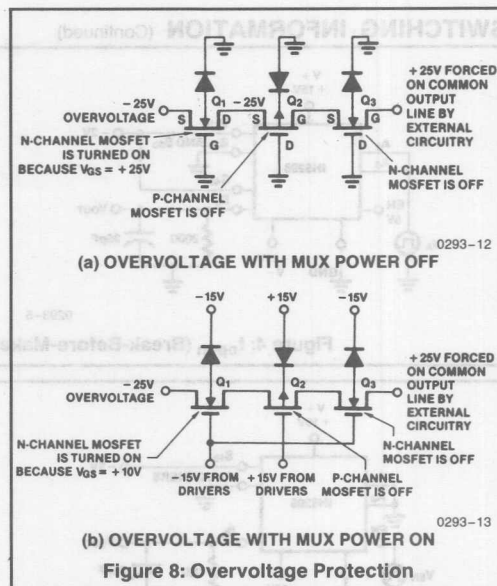 SWITCHING INFORMATION (Continued)
Q1 Q2 Q3
+25V FORCED
ON COMMON
OUTPUT
LINE BY
EXTERNAL
CIRCUITRY
-25V
OVERVOLTAGE
S D
G
-25V
S G
D
S G
D
N-CHANNEL MOSFET
IS TURNED ON
BECAUSE VGS = +25V
P-CHANNEL
MOSFET IS OFF
N-CHANNEL
MOSFET IS OFF
0293-12
(a) OVERVOLTAGE WITH MUX POWER OFF
-15V +15V -15V
Q1 Q2 Q3
+25V FORCED
ON COMMON
OUTPUT
LINE BY
EXTERNAL
CIRCUITRY
-25V
OVERVOLTAGE
N-CHANNEL MOSFET
IS TURNED ON
BECAUSE VGS = +10V
-15V FROM
DRIVERS
+15V FROM
DRIVERS
P-CHANNEL
MOSFET IS OFF
N-CHANNEL
MOSFET IS OFF
0293-13
(b) OVERVOLTAGE WITH MUX POWER ON
Figure 8: Overvoltage Protection